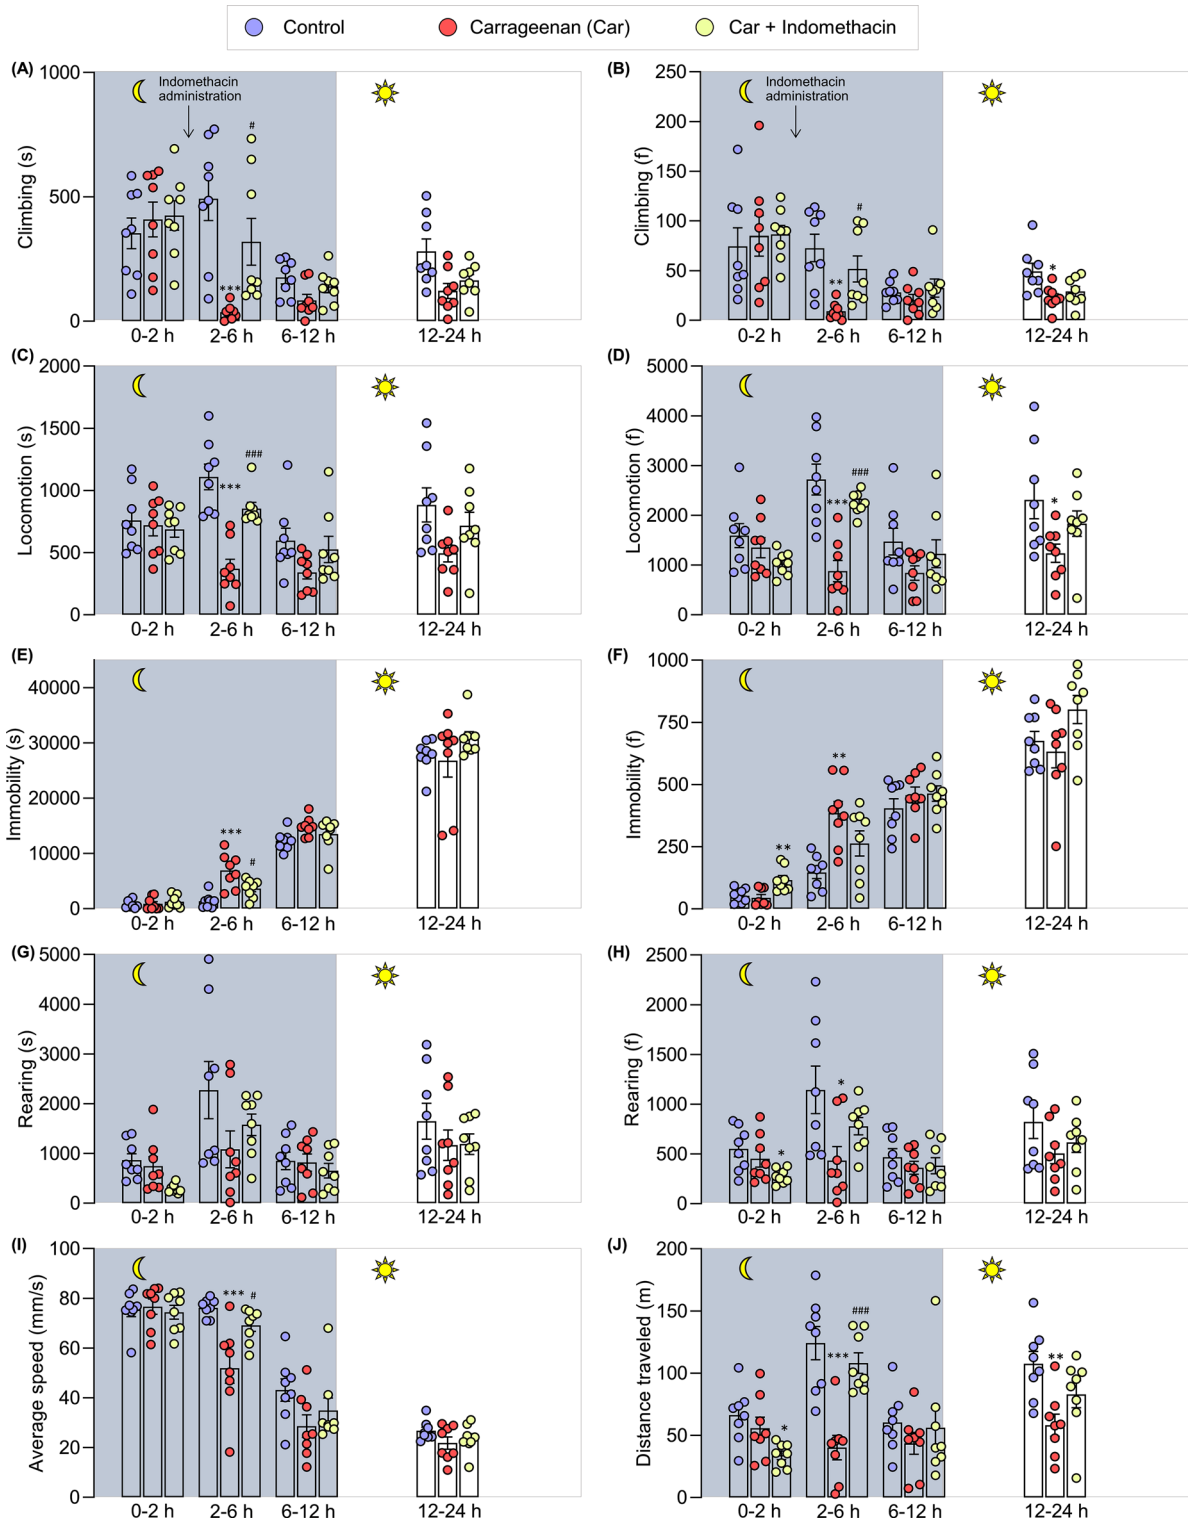 Control Carrageenan (Car) Car + Indomethacin
(A)
Climbing (s)
1000
500
0
Indomethacin
administration
#
***
0-2 h 2-6 h 6-12 h 12-24 h
(B)
Climbing (f)
250
200
150
100
50
0
Indomethacin
administration
#
**
*
0-2 h 2-6 h 6-12 h 12-24 h
(C)
Locomotion (s)
2000
1500
1000
500
0
###
***
0-2 h 2-6 h 6-12 h 12-24 h
(D)
Locomotion (f)
5000
4000
3000
2000
1000
0
###
***
*
0-2 h 2-6 h 6-12 h 12-24 h
(E)
Immobility (s)
40000
30000
20000
10000
0
***
#
0-2 h 2-6 h 6-12 h 12-24 h
(F)
Immobility (f)
1000
750
500
250
0
**
**
0-2 h 2-6 h 6-12 h 12-24 h
(G)
Rearing (s)
5000
4000
3000
2000
1000
0
0-2 h 2-6 h 6-12 h 12-24 h
(H)
Rearing (f)
2500
2000
1500
1000
500
0
*
*
0-2 h 2-6 h 6-12 h 12-24 h
(I)
Average speed (mm/s)
100
80
60
40
20
0
*** #
0-2 h 2-6 h 6-12 h 12-24 h
(J)
Distance traveled (m)
200
150
100
50
0
*
***
###
**
0-2 h 2-6 h 6-12 h 12-24 h